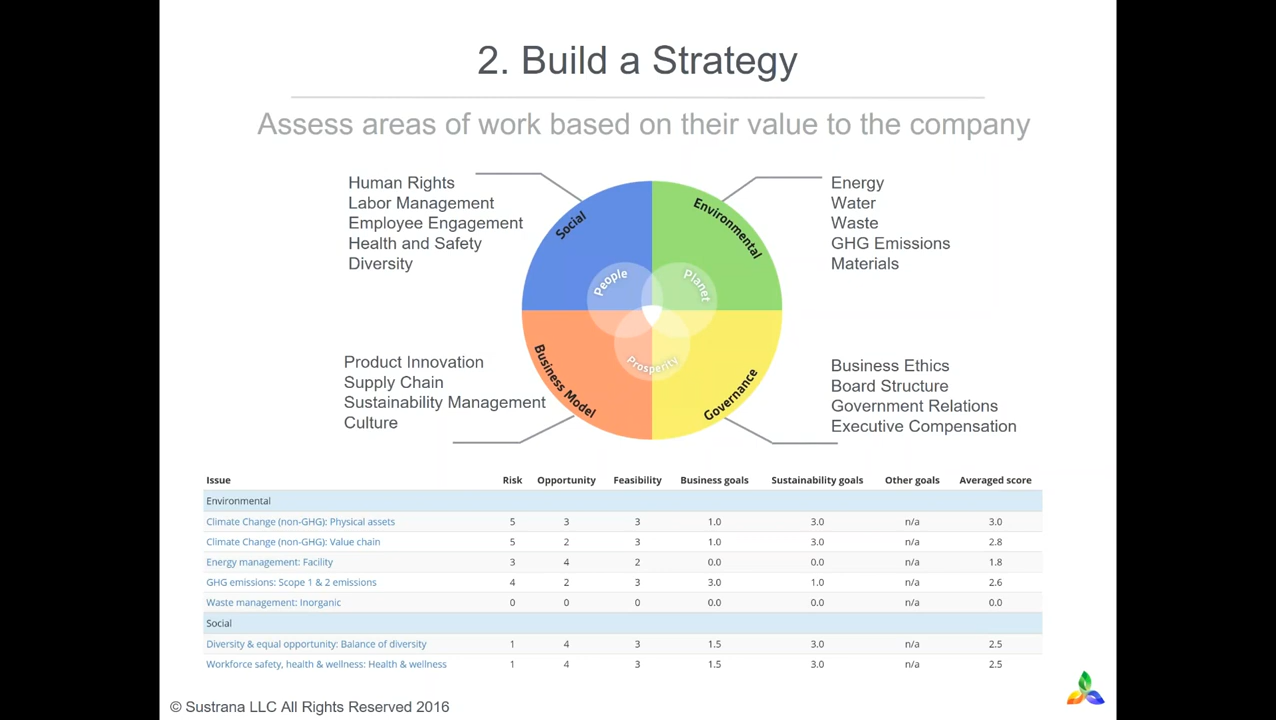 2. Build a Strategy
Assess areas of work based on their value to the company
Human Rights
Labor Management
Employee Engagement
Health and Safety
Diversity
Energy
Water
Waste
GHG Emissions
Materials
Social
Environmental
People
Planet
Prosperity
Business Model
Governance
Product Innovation
Supply Chain
Sustainability Management
Culture
Business Ethics
Board Structure
Government Relations
Executive Compensation
Issue Risk Opportunity Feasibility Business goals Sustainability goals Other goals Averaged score
Environmental
Climate Change (non-GHG): Physical assets 5 3 3 1.0 3.0 n/a 3.0
Climate Change (non-GHG): Value chain 5 2 3 1.0 3.0 n/a 2.8
Energy management: Facility 3 4 2 0.0 0.0 n/a 1.8
GHG emissions: Scope 1 & 2 emissions 4 2 3 3.0 1.0 n/a 2.6
Waste management: Inorganic 0 0 0 0.0 0.0 n/a 0.0
Social
Diversity & equal opportunity: Balance of diversity 1 4 3 1.5 3.0 n/a 2.5
Workforce safety, health & wellness: Health & wellness 1 4 3 1.5 3.0 n/a 2.5
© Sustrana LLC All Rights Reserved 2016